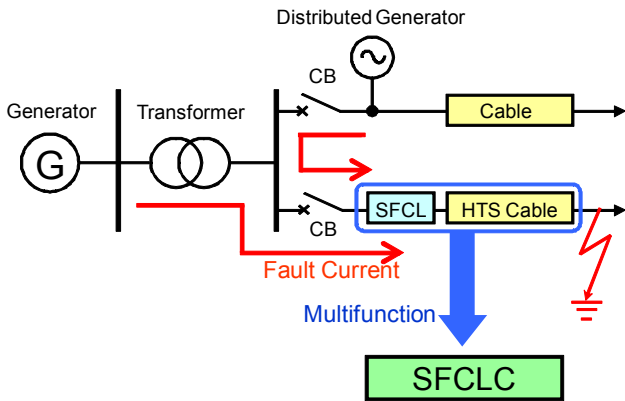 Distributed Generator
CB
Generator
Transformer
Cable
G
SFCL
HTS Cable
CB
Fault Current
Multifunction
SFCLC